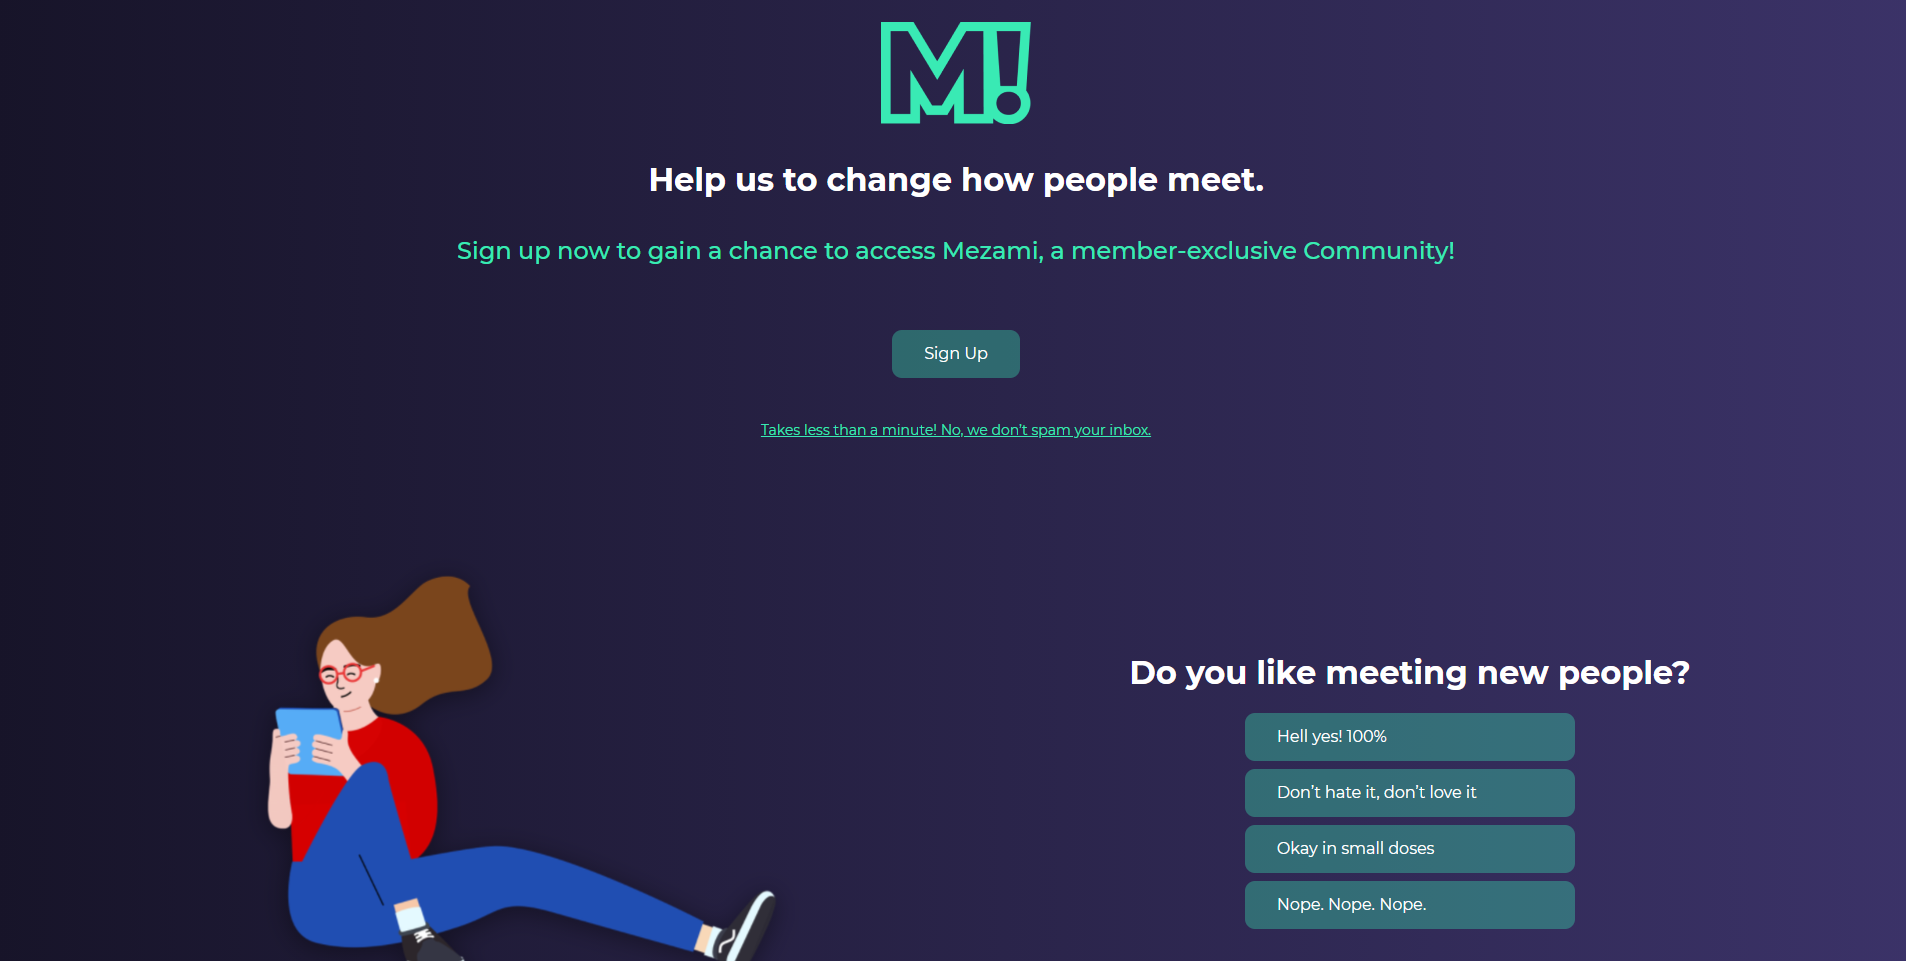 M!
Help us to change how people meet.
Sign up now to gain a chance to access Mezami, a member-exclusive Community!
Sign Up
Takes less than a minute! No, we don’t spam your inbox.
Do you like meeting new people?
Hell yes! 100%
Don’t hate it, don’t love it
Okay in small doses
Nope. Nope. Nope.